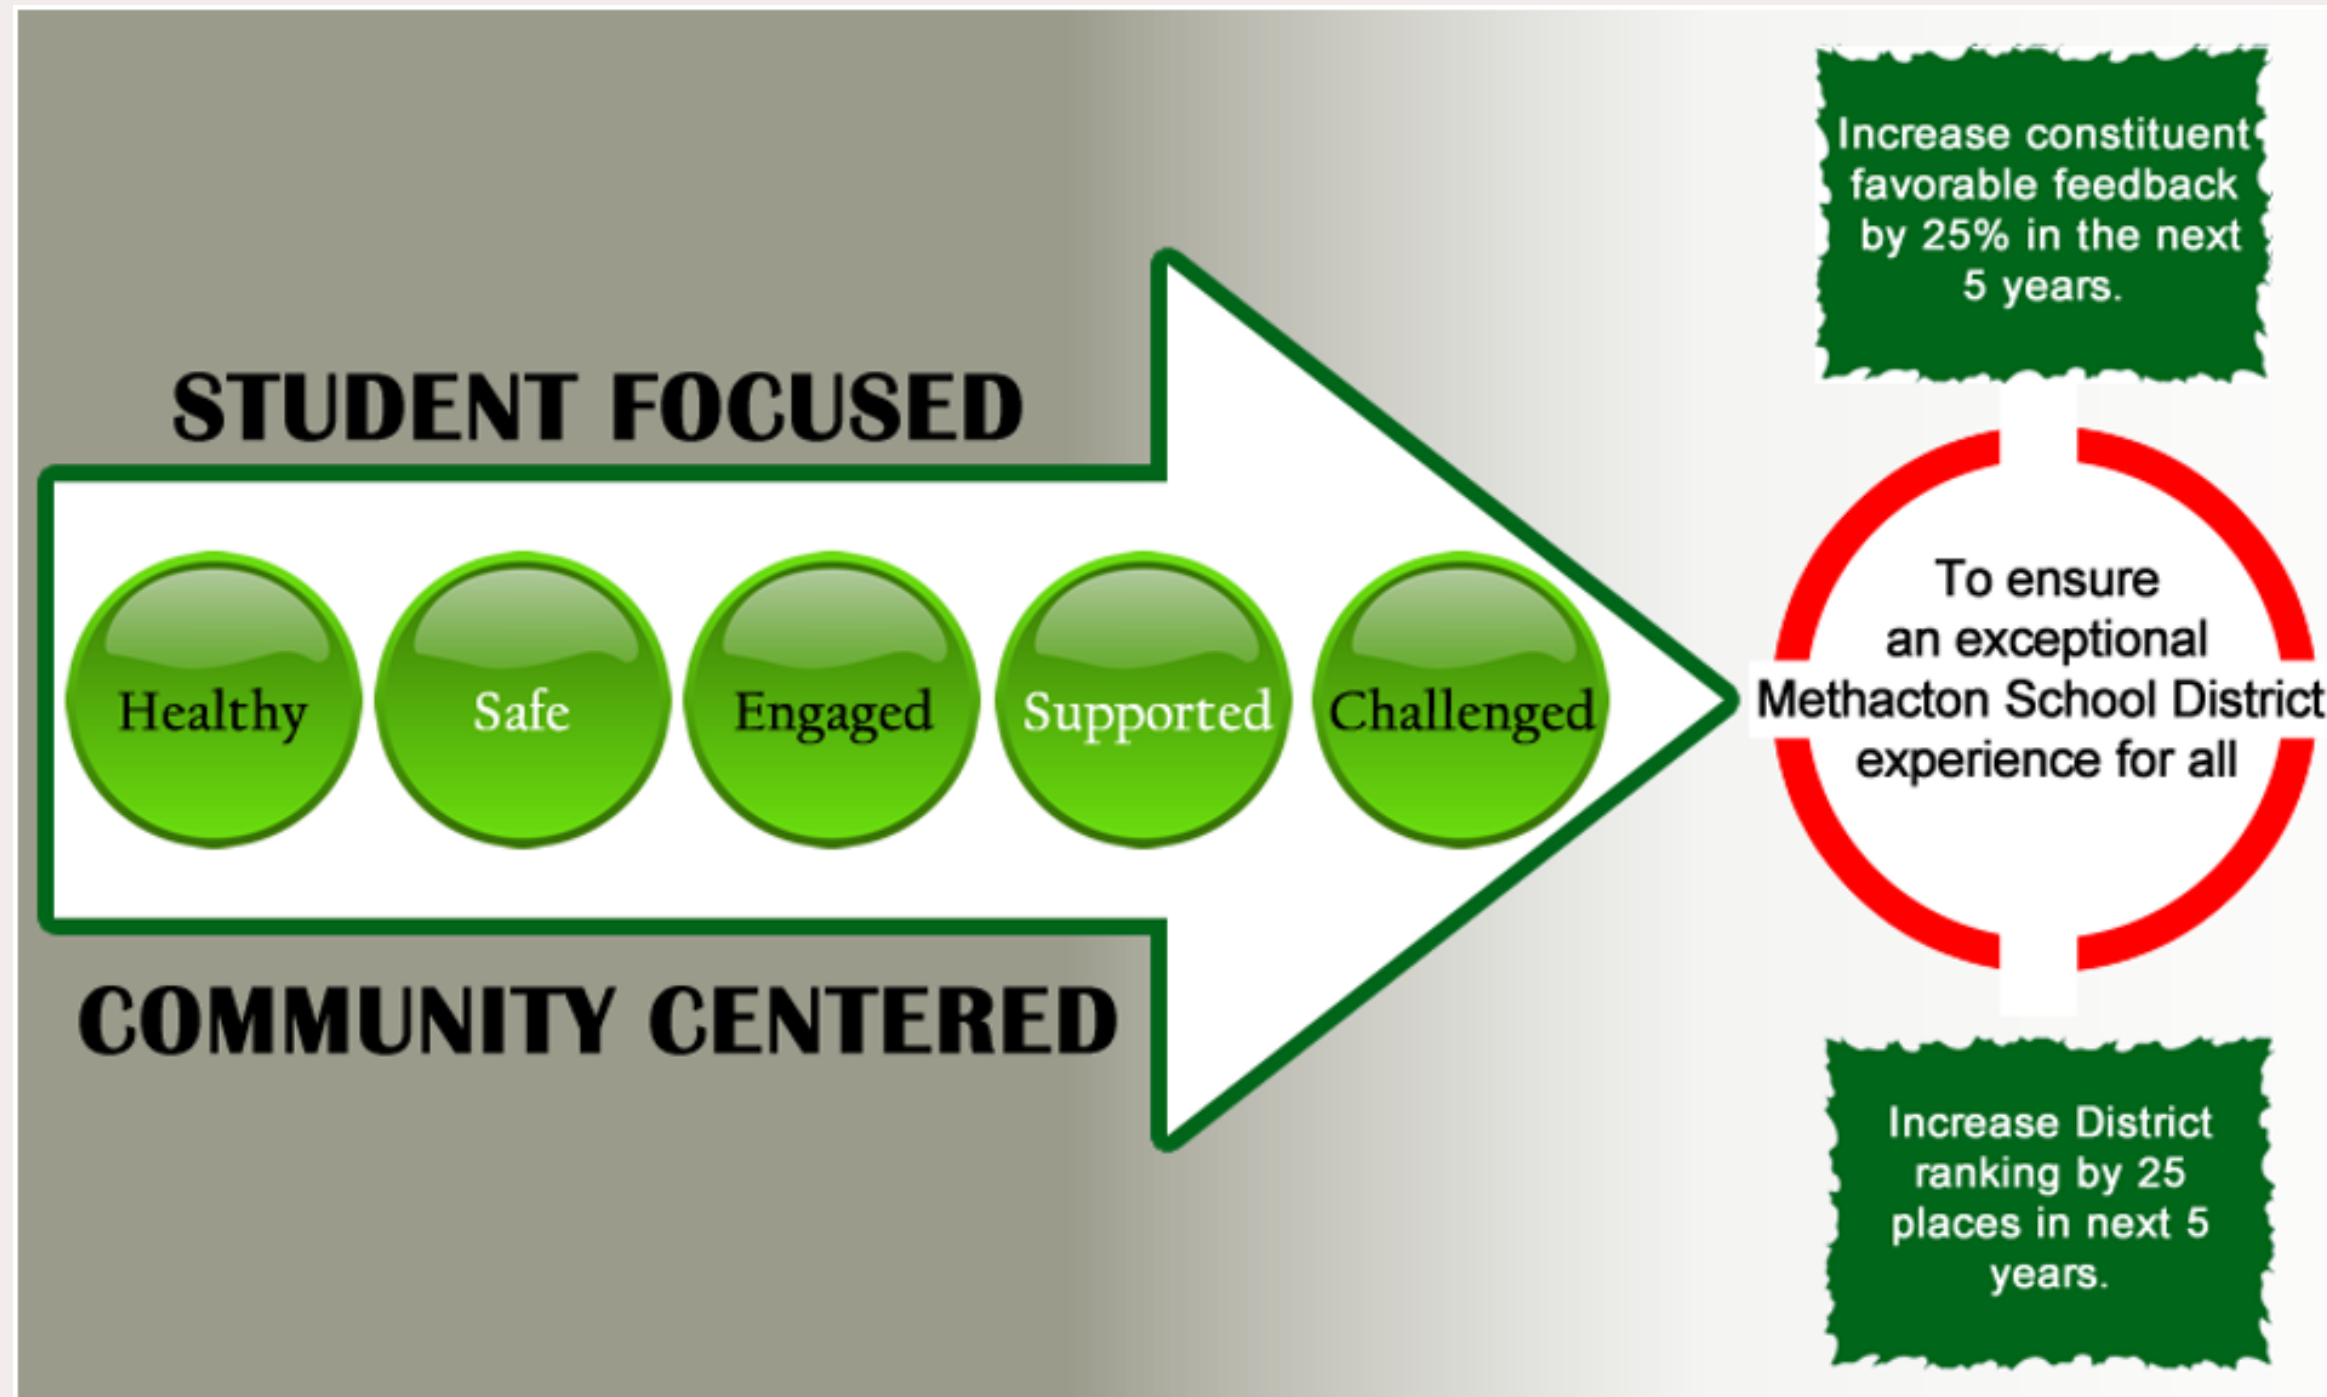 STUDENT FOCUSED
Healthy
Safe
Engaged
Supported
Challenged
COMMUNITY CENTERED
Increase constituent
favorable feedback
by 25% in the next
5 years.
To ensure
an exceptional
Methacton School District
experience for all
Increase District
ranking by 25
places in next 5
years.